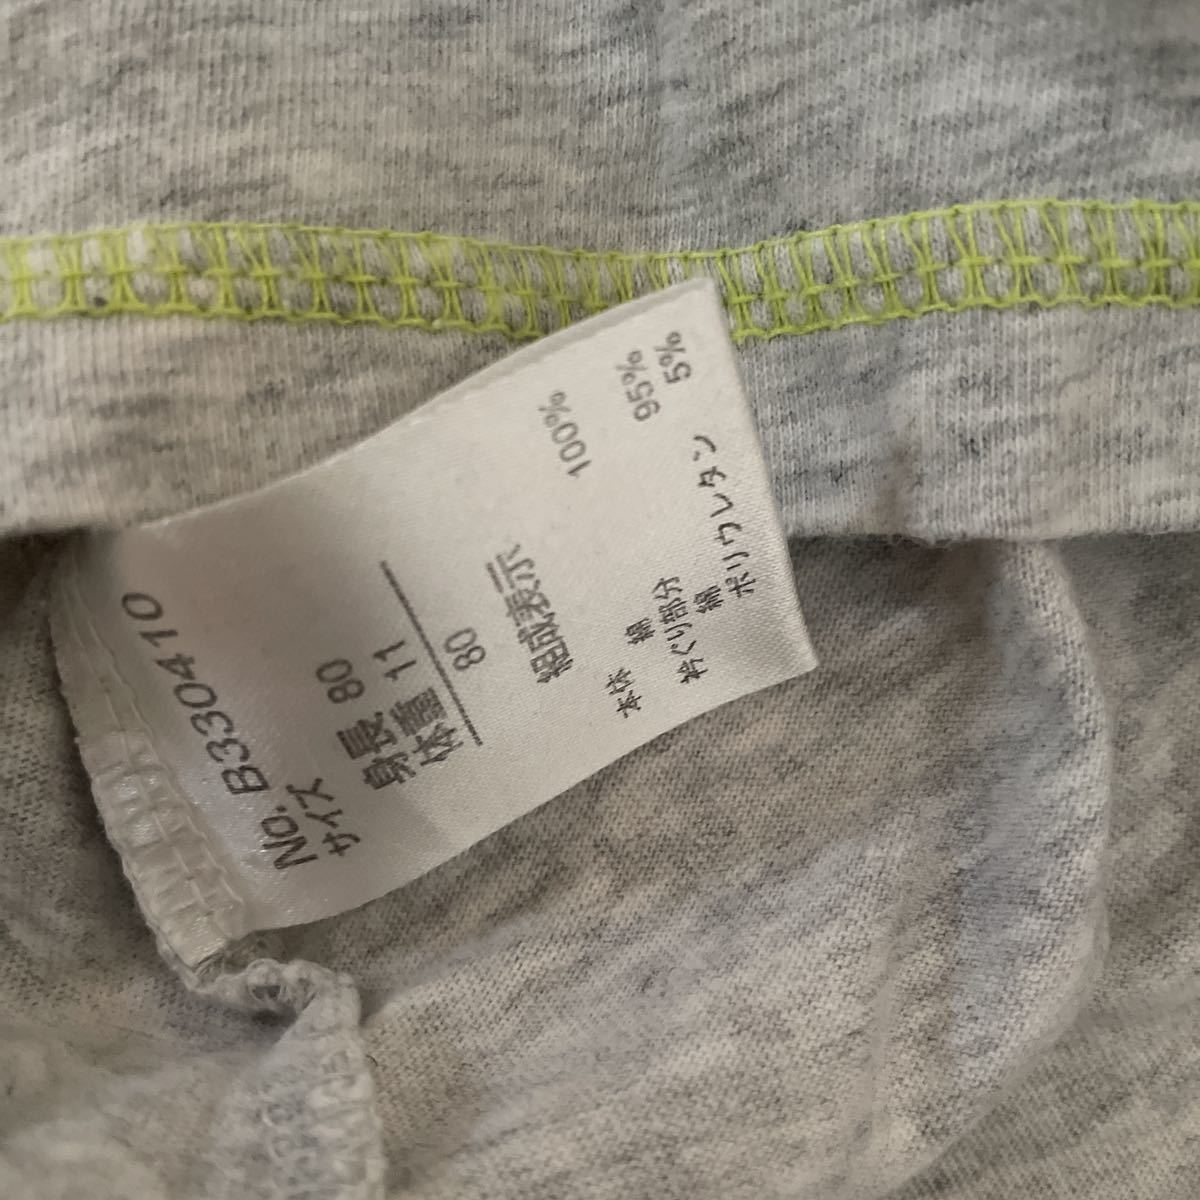 No. B330410
サイズ
身長 80
体重 11
80
組成表示
本体
綿 100%
衿ぐり部分
綿 95%
ポリウレタン 5%